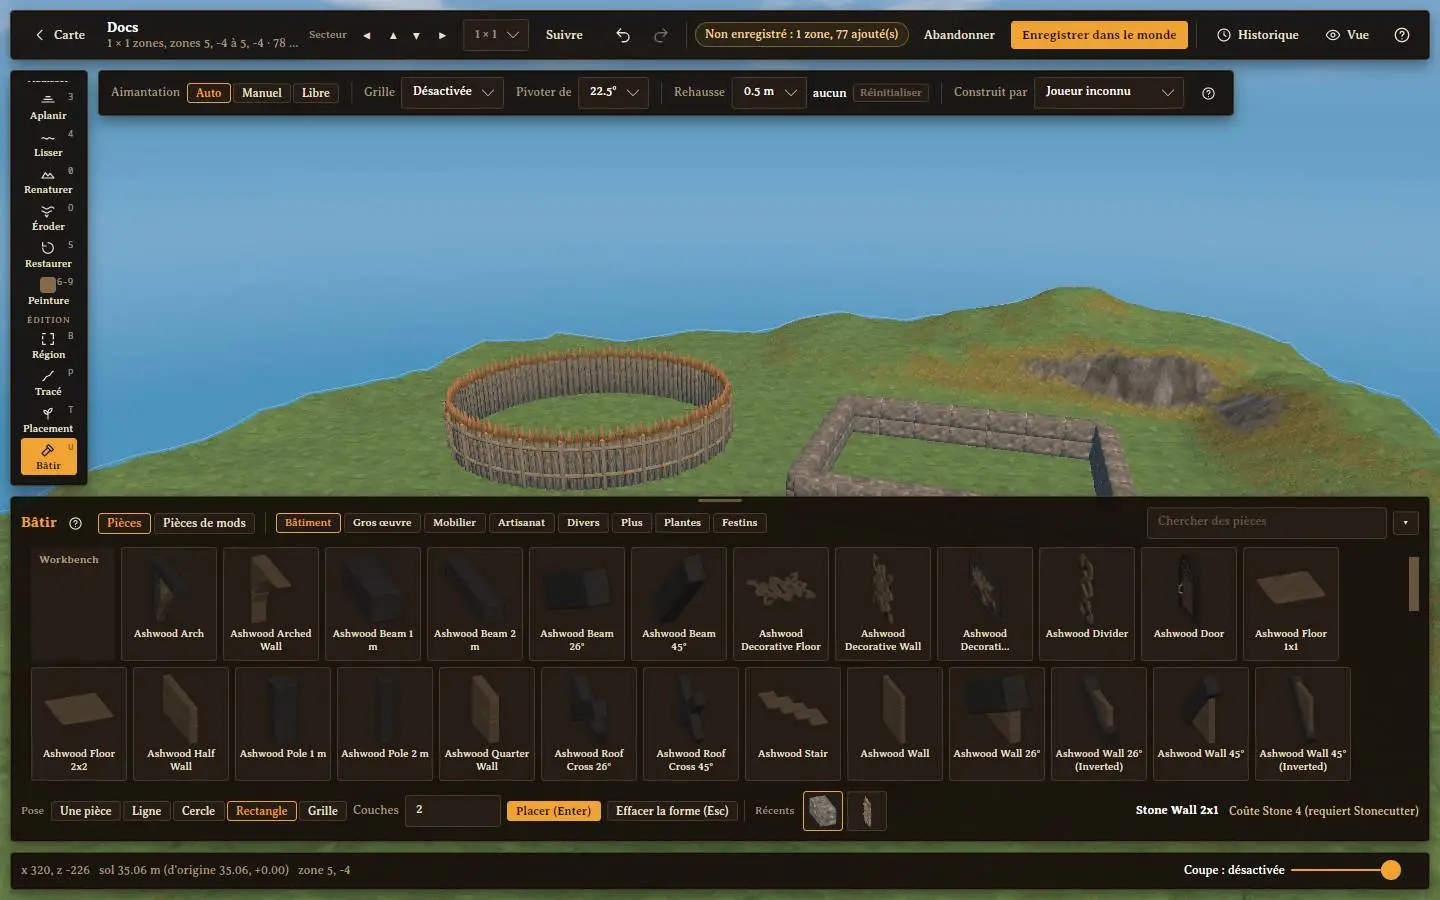 Carte
Docs
1 × 1 zones, zones 5, -4 à 5, -4 · 78 ...
Secteur
1 × 1
Suivre
Non enregistré : 1 zone, 77 ajouté(s)
Abandonner
Enregistrer dans le monde
Historique
Vue
Aimantation
Auto
Manuel
Libre
Grille
Désactivée
Pivoter de
22.5°
Rehausse
0.5 m
aucun
Réinitialiser
Construit par
Joueur inconnu
3
Aplanir
4
Lisser
0
Renaturer
O
Éroder
5
Restaurer
6-9
Peinture
ÉDITION
B
Région
P
Tracé
T
Placement
U
Bâtir
Bâtir
Pièces
Pièces de mods
Bâtiment
Gros œuvre
Mobilier
Artisanat
Divers
Plus
Plantes
Festins
Chercher des pièces
Workbench
Ashwood Arch
Ashwood Arched
Wall
Ashwood Beam 1
m
Ashwood Beam 2
m
Ashwood Beam
26°
Ashwood Beam
45°
Ashwood
Decorative Floor
Ashwood
Decorative Wall
Ashwood
Decorati...
Ashwood Divider
Ashwood Door
Ashwood Floor
1x1
Ashwood Floor
2x2
Ashwood Half
Wall
Ashwood Pole 1 m
Ashwood Pole 2 m
Ashwood Quarter
Wall
Ashwood Roof
Cross 26°
Ashwood Roof
Cross 45°
Ashwood Stair
Ashwood Wall
Ashwood Wall 26°
Ashwood Wall 26°
(Inverted)
Ashwood Wall 45°
Ashwood Wall 45°
(Inverted)
Pose
Une pièce
Ligne
Cercle
Rectangle
Grille
Couches
2
Placer (Enter)
Effacer la forme (Esc)
Récents
Stone Wall 2x1
Coûte Stone 4 (requiert Stonecutter)
x 320, z -226
sol 35.06 m (d'origine 35.06, +0.00)
zone 5, -4
Coupe : désactivée